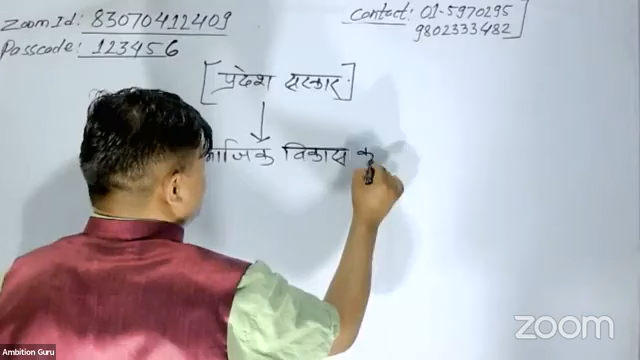 Zoom Id: 83070412409
Passcode: 123456
Contact: 01-5970295
9802333482
[प्रदेश सरकार]
विकास
zoom
Ambition Guru